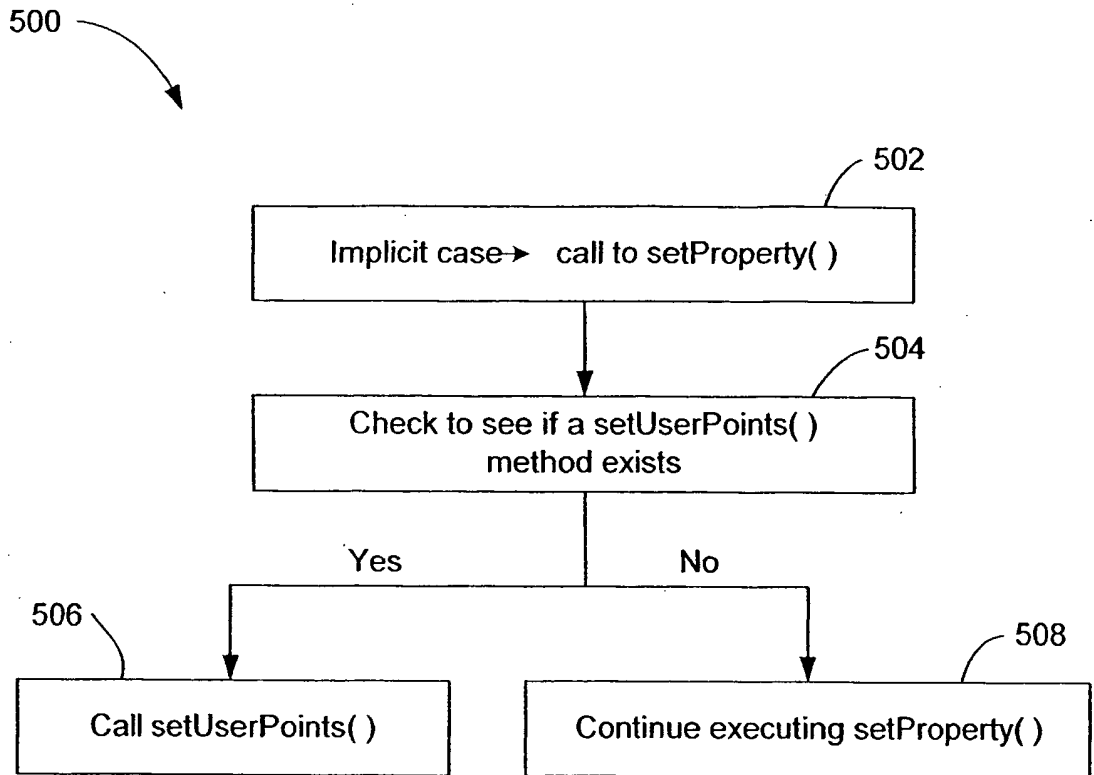 500
502
Implicit case→ call to setProperty( )
504
Check to see if a setUserPoints( )
method exists
Yes
No
506
508
Call setUserPoints( )
Continue executing setProperty( )